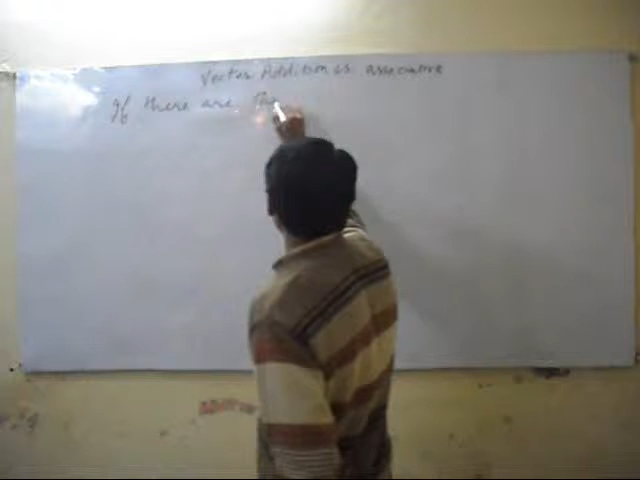 Vector Addition is associative
If there are